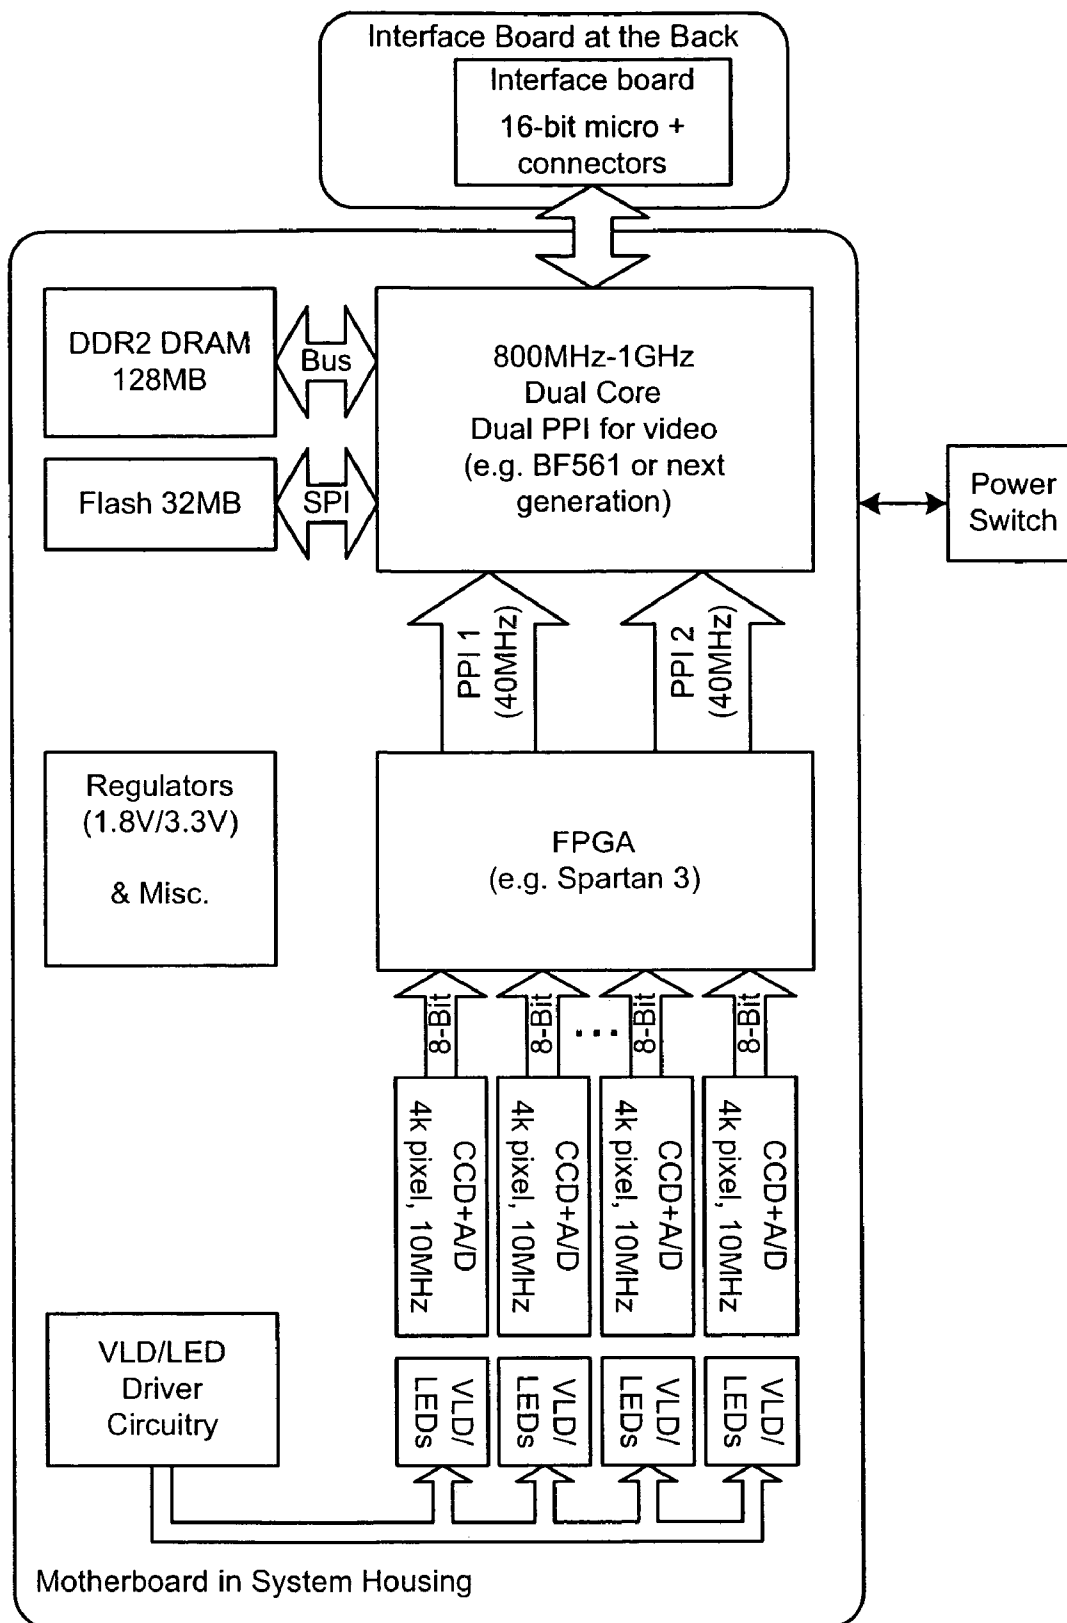 Interface Board at the Back
Interface board
16-bit micro +
connectors
DDR2 DRAM
128MB
Bus
800MHz-1GHz
Dual Core
Dual PPI for video
(e.g. BF561 or next
generation)
Flash 32MB
SPI
Power
Switch
PPI 1
(40MHz)
PPI 2
(40MHz)
Regulators
(1.8V/3.3V)
& Misc.
FPGA
(e.g. Spartan 3)
8-Bit
8-Bit
...
8-Bit
8-Bit
CCD+A/D
4k pixel, 10MHz
CCD+A/D
4k pixel, 10MHz
CCD+A/D
4k pixel, 10MHz
CCD+A/D
4k pixel, 10MHz
VLD/LED
Driver
Circuitry
VLD/
LEDs
VLD/
LEDs
VLD/
LEDs
VLD/
LEDs
Motherboard in System Housing